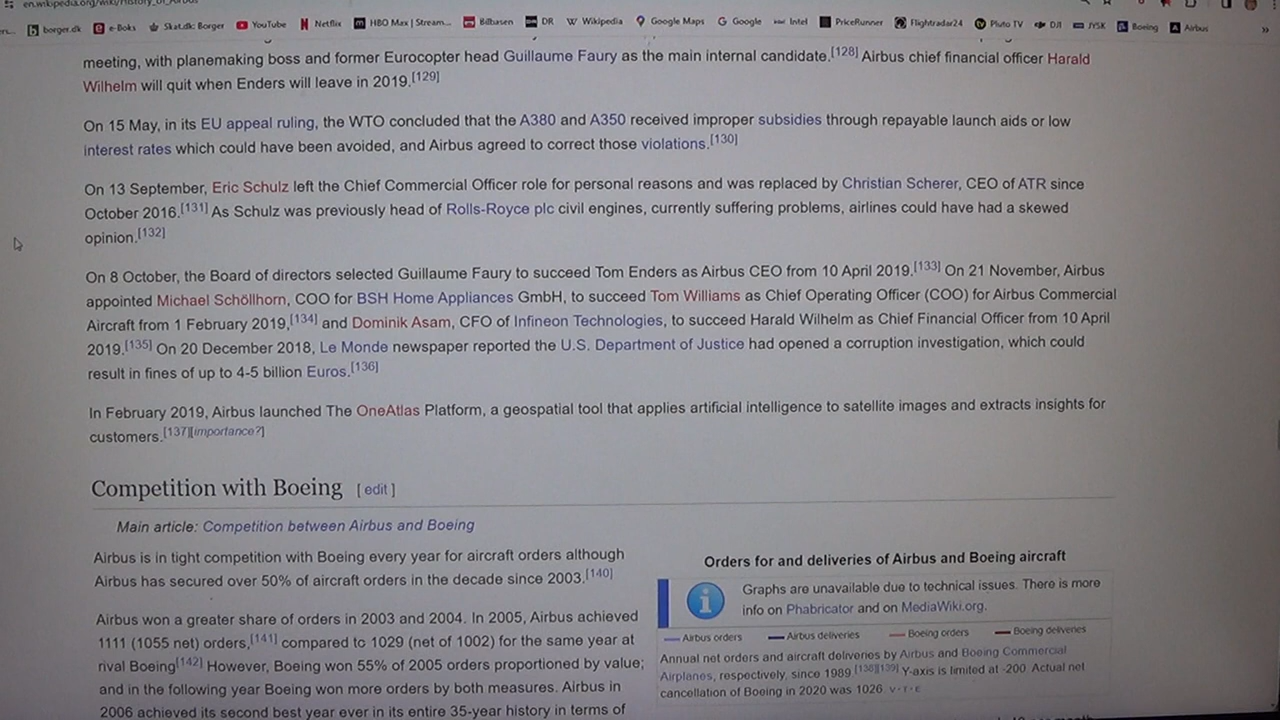 en.wikipedia.org/wiki/History_of_Airbus
borger.dk e-Boks Skat.dk: Borger YouTube Netflix HBO Max | Stream... Bilbasen DR Wikipedia Google Maps Google Intel PriceRunner Flightradar24 Pluto TV DJI JYSK Boeing Airbus »
meeting, with planemaking boss and former Eurocopter head Guillaume Faury as the main internal candidate.[128] Airbus chief financial officer Harald
Wilhelm will quit when Enders will leave in 2019.[129]
On 15 May, in its EU appeal ruling, the WTO concluded that the A380 and A350 received improper subsidies through repayable launch aids or low
interest rates which could have been avoided, and Airbus agreed to correct those violations.[130]
On 13 September, Eric Schulz left the Chief Commercial Officer role for personal reasons and was replaced by Christian Scherer, CEO of ATR since
October 2016.[131] As Schulz was previously head of Rolls-Royce plc civil engines, currently suffering problems, airlines could have had a skewed
opinion.[132]
On 8 October, the Board of directors selected Guillaume Faury to succeed Tom Enders as Airbus CEO from 10 April 2019.[133] On 21 November, Airbus
appointed Michael Schöllhorn, COO for BSH Home Appliances GmbH, to succeed Tom Williams as Chief Operating Officer (COO) for Airbus Commercial
Aircraft from 1 February 2019,[134] and Dominik Asam, CFO of Infineon Technologies, to succeed Harald Wilhelm as Chief Financial Officer from 10 April
2019.[135] On 20 December 2018, Le Monde newspaper reported the U.S. Department of Justice had opened a corruption investigation, which could
result in fines of up to 4-5 billion Euros.[136]
In February 2019, Airbus launched The OneAtlas Platform, a geospatial tool that applies artificial intelligence to satellite images and extracts insights for
customers.[137][importance?]
Competition with Boeing [ edit ]
Main article: Competition between Airbus and Boeing
Airbus is in tight competition with Boeing every year for aircraft orders although
Airbus has secured over 50% of aircraft orders in the decade since 2003.[140]
Airbus won a greater share of orders in 2003 and 2004. In 2005, Airbus achieved
1111 (1055 net) orders,[141] compared to 1029 (net of 1002) for the same year at
rival Boeing[142] However, Boeing won 55% of 2005 orders proportioned by value;
and in the following year Boeing won more orders by both measures. Airbus in
2006 achieved its second best year ever in its entire 35-year history in terms of
Orders for and deliveries of Airbus and Boeing aircraft
Graphs are unavailable due to technical issues. There is more
info on Phabricator and on MediaWiki.org.
Airbus orders Airbus deliveries Boeing orders Boeing deliveries
Annual net orders and aircraft deliveries by Airbus and Boeing Commercial
Airplanes, respectively, since 1989.[138][139] Y-axis is limited at -200. Actual net
cancellation of Boeing in 2020 was 1026. V · T · E